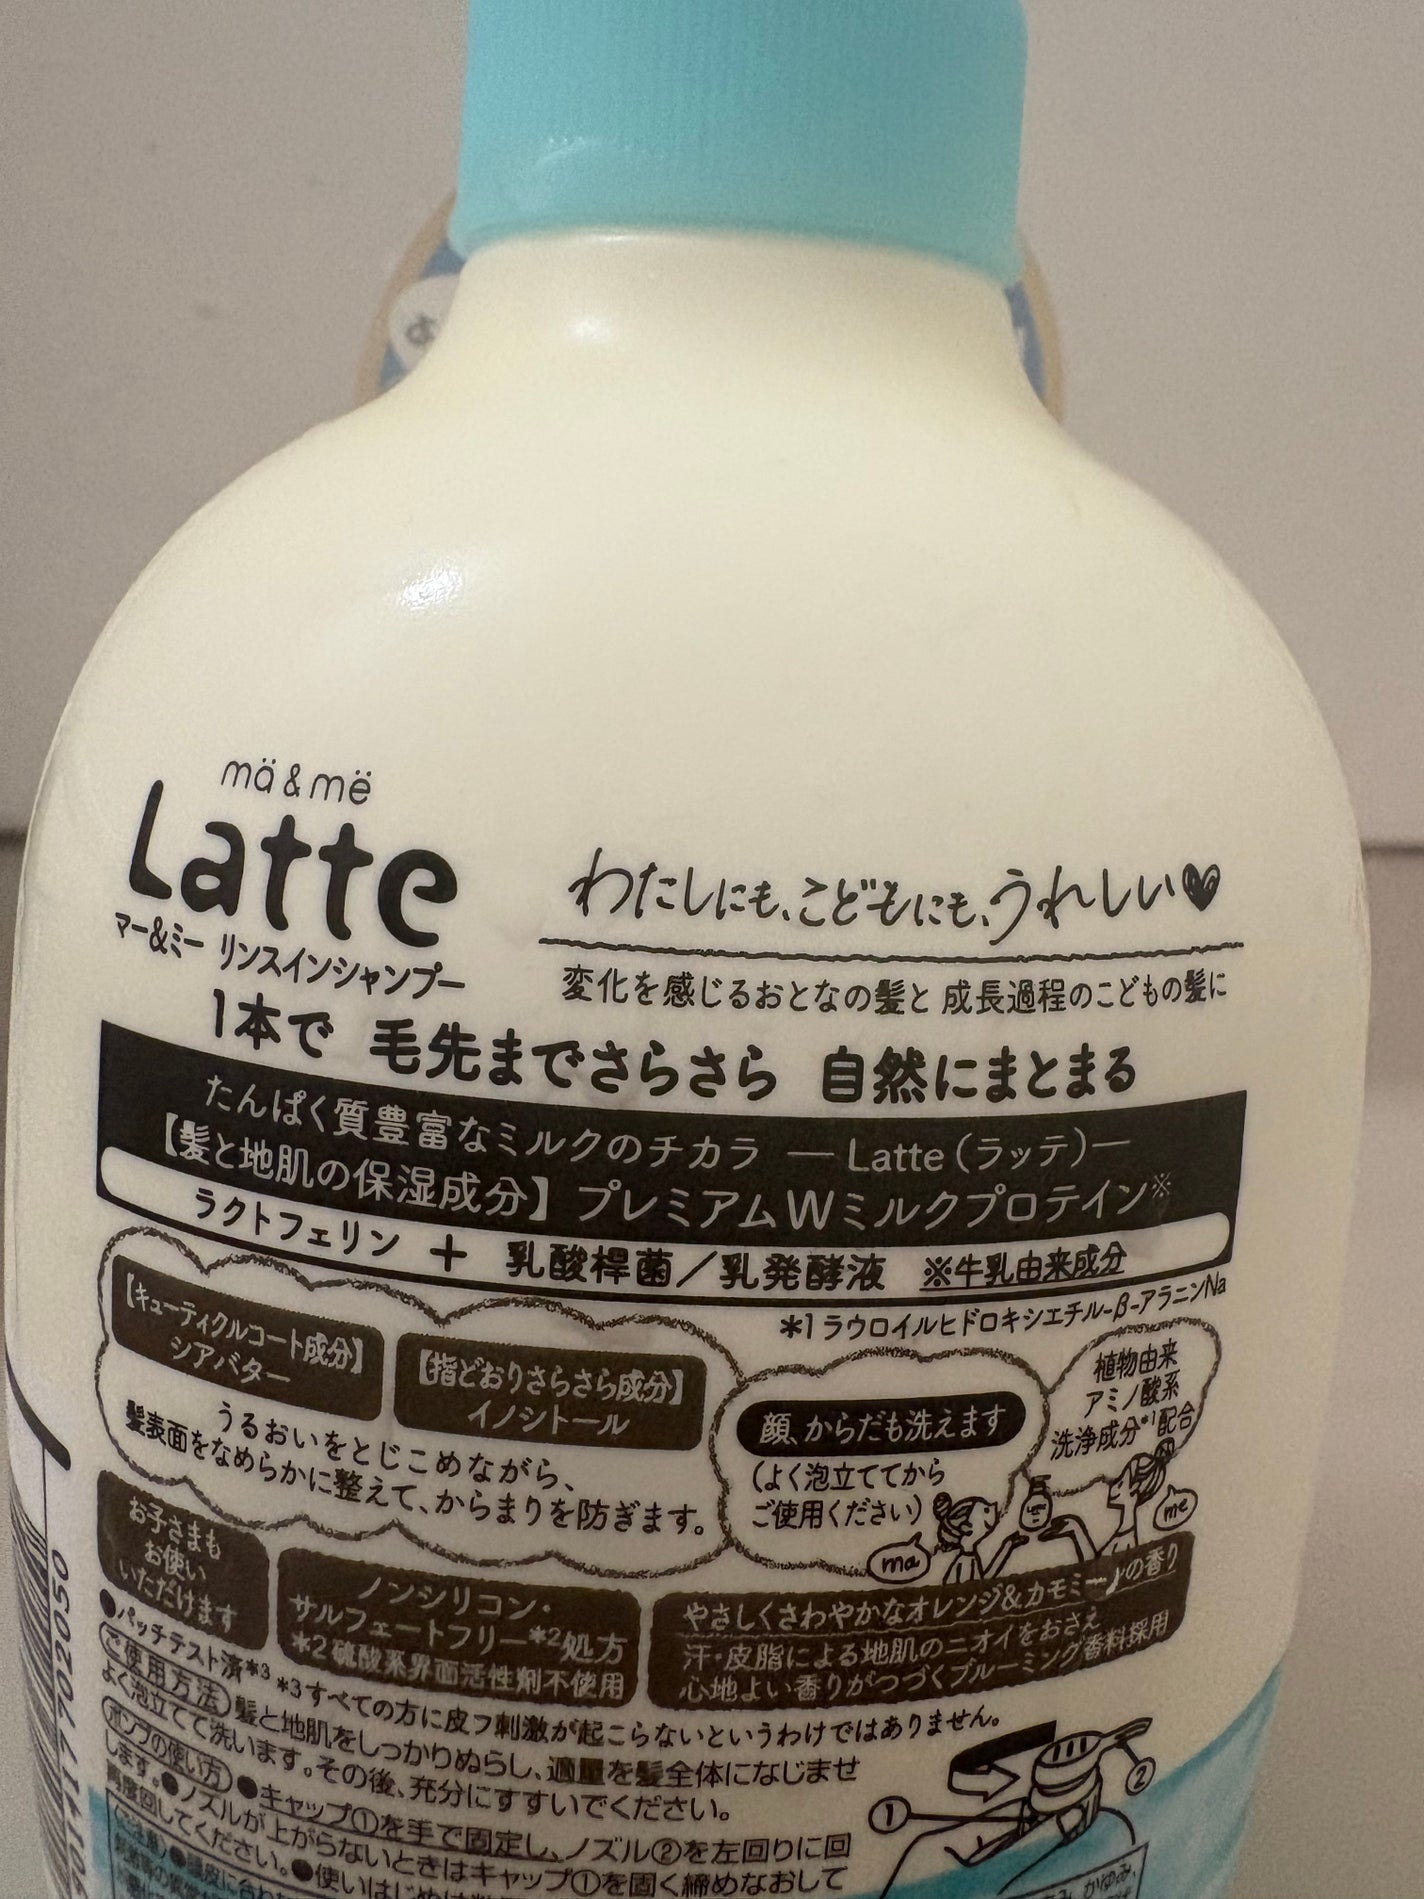 mä & më
Latte
マー&ミー リンスインシャンプー
わたしにも、こどもにも、うれしい♥
変化を感じるおとなの髪と 成長過程のこどもの髪に
1本で 毛先までさらさら 自然にまとまる
たんぱく質豊富なミルクのチカラ ―Latte(ラッテ)―
【髪と地肌の保湿成分】プレミアムWミルクプロテイン※
ラクトフェリン + 乳酸桿菌/乳発酵液 ※牛乳由来成分
*1 ラウロイルヒドロキシエチル-β-アラニンNa
【キューティクルコート成分】
シアバター
【指どおりさらさら成分】
イノシトール
うるおいをとじこめながら、
髪表面をなめらかに整えて、からまりを防ぎます。
顔、からだも洗えます
(よく泡立ててから
ご使用ください)
植物由来
アミノ酸系
洗浄成分*1配合
ma
me
お子さまも
お使い
いただけます
ノンシリコン・
サルフェートフリー*2処方
*2 硫酸系界面活性剤不使用
やさしくさわやかなオレンジ&カモミールの香り
汗・皮脂による地肌のニオイをおさえ
心地よい香りがつづくブルーミング香料採用
●パッチテスト済*3 *3すべての方に皮フ刺激が起こらないというわけではありません。
ご使用方法 髪と地肌をしっかりぬらし、適量を髪全体になじませ
よく泡立てて洗います。その後、充分にすすいでください。
ポンプの使い方 ●キャップ①を手で固定し、ノズル②を左回りに回
します。●ノズルが上がらないときはキャップ①を固く締めなおして
再度回してください。●使いはじめは
①
②
かゆみ、
7702050